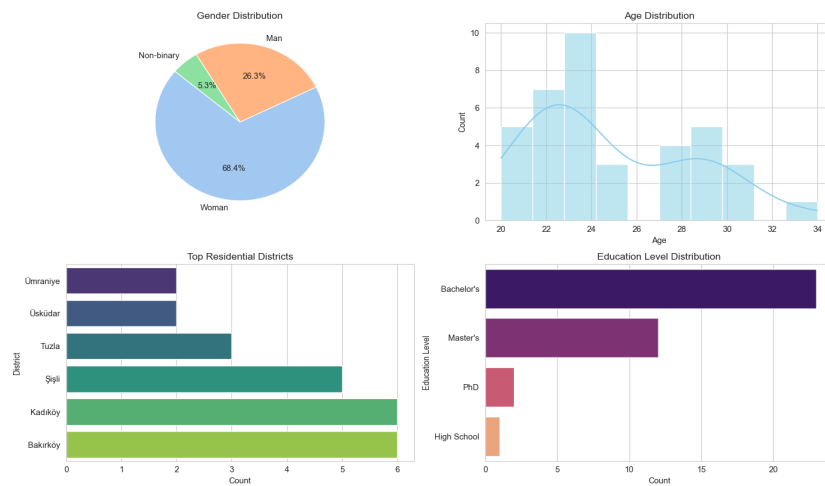 Gender Distribution
Non-binary
Man
5.3%
26.3%
68.4%
Woman
Age Distribution
Count
10
8
6
4
2
0
20 22 24 26 28 30 32 34
Age
Top Residential Districts
District
Ümraniye
Üsküdar
Tuzla
Şişli
Kadıköy
Bakırköy
0 1 2 3 4 5 6
Count
Education Level Distribution
Education Level
Bachelor's
Master's
PhD
High School
0 5 10 15 20
Count